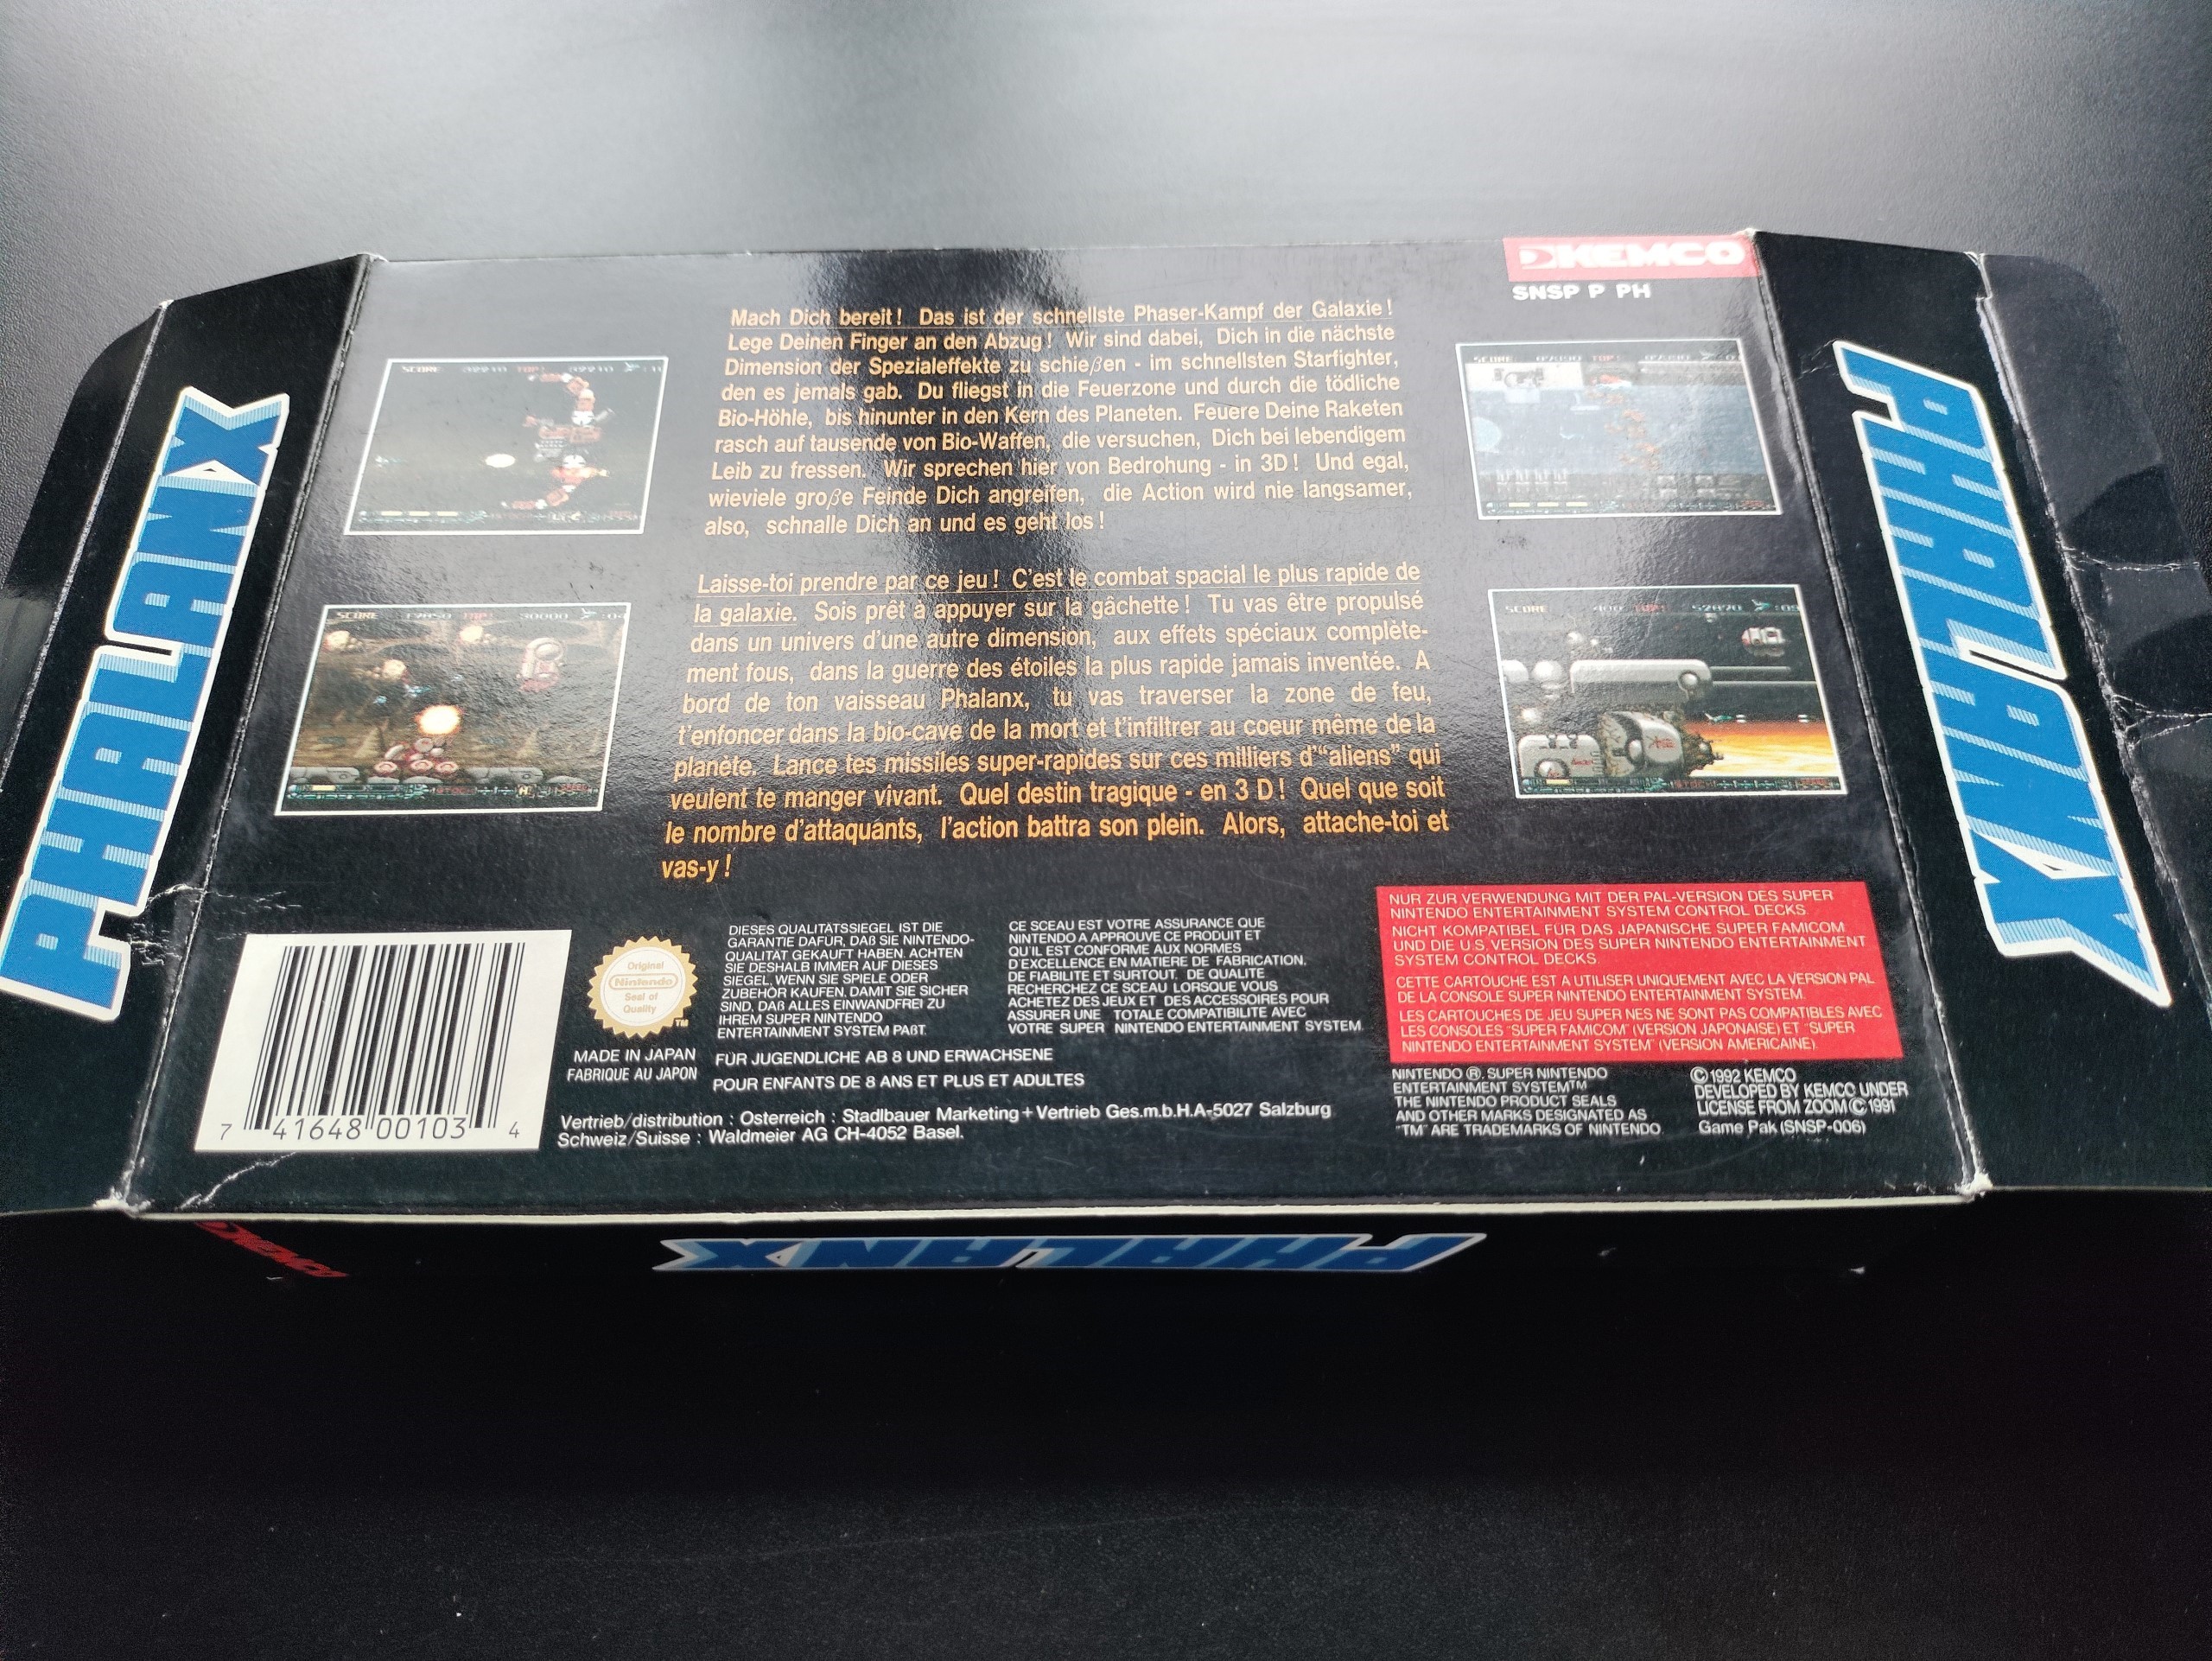 KEMCO
SNSP P PH
PHALANX
PHALANX
Mach Dich bereit! Das ist der schnellste Phaser-Kampf der Galaxie!
Lege Deinen Finger an den Abzug! Wir sind dabei, Dich in die nächste
Dimension der Spezialeffekte zu schießen - im schnellsten Starfighter,
den es jemals gab. Du fliegst in die Feuerzone und durch die tödliche
Bio-Höhle, bis hinunter in den Kern des Planeten. Feuere Deine Raketen
rasch auf tausende von Bio-Waffen, die versuchen, Dich bei lebendigem
Leib zu fressen. Wir sprechen hier von Bedrohung - in 3D! Und egal,
wieviele große Feinde Dich angreifen, die Action wird nie langsamer,
also, schnalle Dich an und es geht los!
Laisse-toi prendre par ce jeu! C'est le combat spacial le plus rapide de
la galaxie. Sois prêt à appuyer sur la gâchette! Tu vas être propulsé
dans un univers d'une autre dimension, aux effets spéciaux complète-
ment fous, dans la guerre des étoiles la plus rapide jamais inventée. A
bord de ton vaisseau Phalanx, tu vas traverser la zone de feu,
t'enfoncer dans la bio-cave de la mort et t'infiltrer au coeur même de la
planète. Lance tes missiles super-rapides sur ces milliers d'"aliens" qui
veulent te manger vivant. Quel destin tragique - en 3 D! Quel que soit
le nombre d'attaquants, l'action battra son plein. Alors, attache-toi et
vas-y!
SCORE
SCORE
SCORE
SCORE
7 41648 00103 4
Original
Nintendo
Seal of
Quality
TM
MADE IN JAPAN
FABRIQUE AU JAPON
DIESES QUALITÄTSSIEGEL IST DIE
GARANTIE DAFÜR, DAß SIE NINTENDO-
QUALITÄT GEKAUFT HABEN. ACHTEN
SIE DESHALB IMMER AUF DIESES
SIEGEL, WENN SIE SPIELE ODER
ZUBEHÖR KAUFEN, DAMIT SIE SICHER
SIND, DAß ALLES EINWANDFREI ZU
IHREM SUPER NINTENDO
ENTERTAINMENT SYSTEM PAßT.
CE SCEAU EST VOTRE ASSURANCE QUE
NINTENDO A APPROUVE CE PRODUIT ET
QU'IL EST CONFORME AUX NORMES
D'EXCELLENCE EN MATIERE DE FABRICATION,
DE FIABILITE ET SURTOUT, DE QUALITE
RECHERCHEZ CE SCEAU LORSQUE VOUS
ACHETEZ DES JEUX ET DES ACCESSOIRES POUR
ASSURER UNE TOTALE COMPATIBILITE AVEC
VOTRE SUPER NINTENDO ENTERTAINMENT SYSTEM.
FÜR JUGENDLICHE AB 8 UND ERWACHSENE
POUR ENFANTS DE 8 ANS ET PLUS ET ADULTES
Vertrieb/distribution : Osterreich : Stadlbauer Marketing+Vertrieb Ges.m.b.H.A-5027 Salzburg
Schweiz/Suisse : Waldmeier AG CH-4052 Basel.
NUR ZUR VERWENDUNG MIT DER PAL-VERSION DES SUPER
NINTENDO ENTERTAINMENT SYSTEM CONTROL DECKS.
NICHT KOMPATIBEL FÜR DAS JAPANISCHE SUPER FAMICOM
UND DIE U.S. VERSION DES SUPER NINTENDO ENTERTAINMENT
SYSTEM CONTROL DECKS.
CETTE CARTOUCHE EST A UTILISER UNIQUEMENT AVEC LA VERSION PAL
DE LA CONSOLE SUPER NINTENDO ENTERTAINMENT SYSTEM.
LES CARTOUCHES DE JEU SUPER NES NE SONT PAS COMPATIBLES AVEC
LES CONSOLES "SUPER FAMICOM" (VERSION JAPONAISE) ET "SUPER
NINTENDO ENTERTAINMENT SYSTEM" (VERSION AMERICAINE).
NINTENDO ®, SUPER NINTENDO
ENTERTAINMENT SYSTEM™
THE NINTENDO PRODUCT SEALS
AND OTHER MARKS DESIGNATED AS
"TM" ARE TRADEMARKS OF NINTENDO.
© 1992 KEMCO
DEVELOPED BY KEMCO UNDER
LICENSE FROM ZOOM © 1991
Game Pak (SNSP-006)
KEMCO
PHALANX